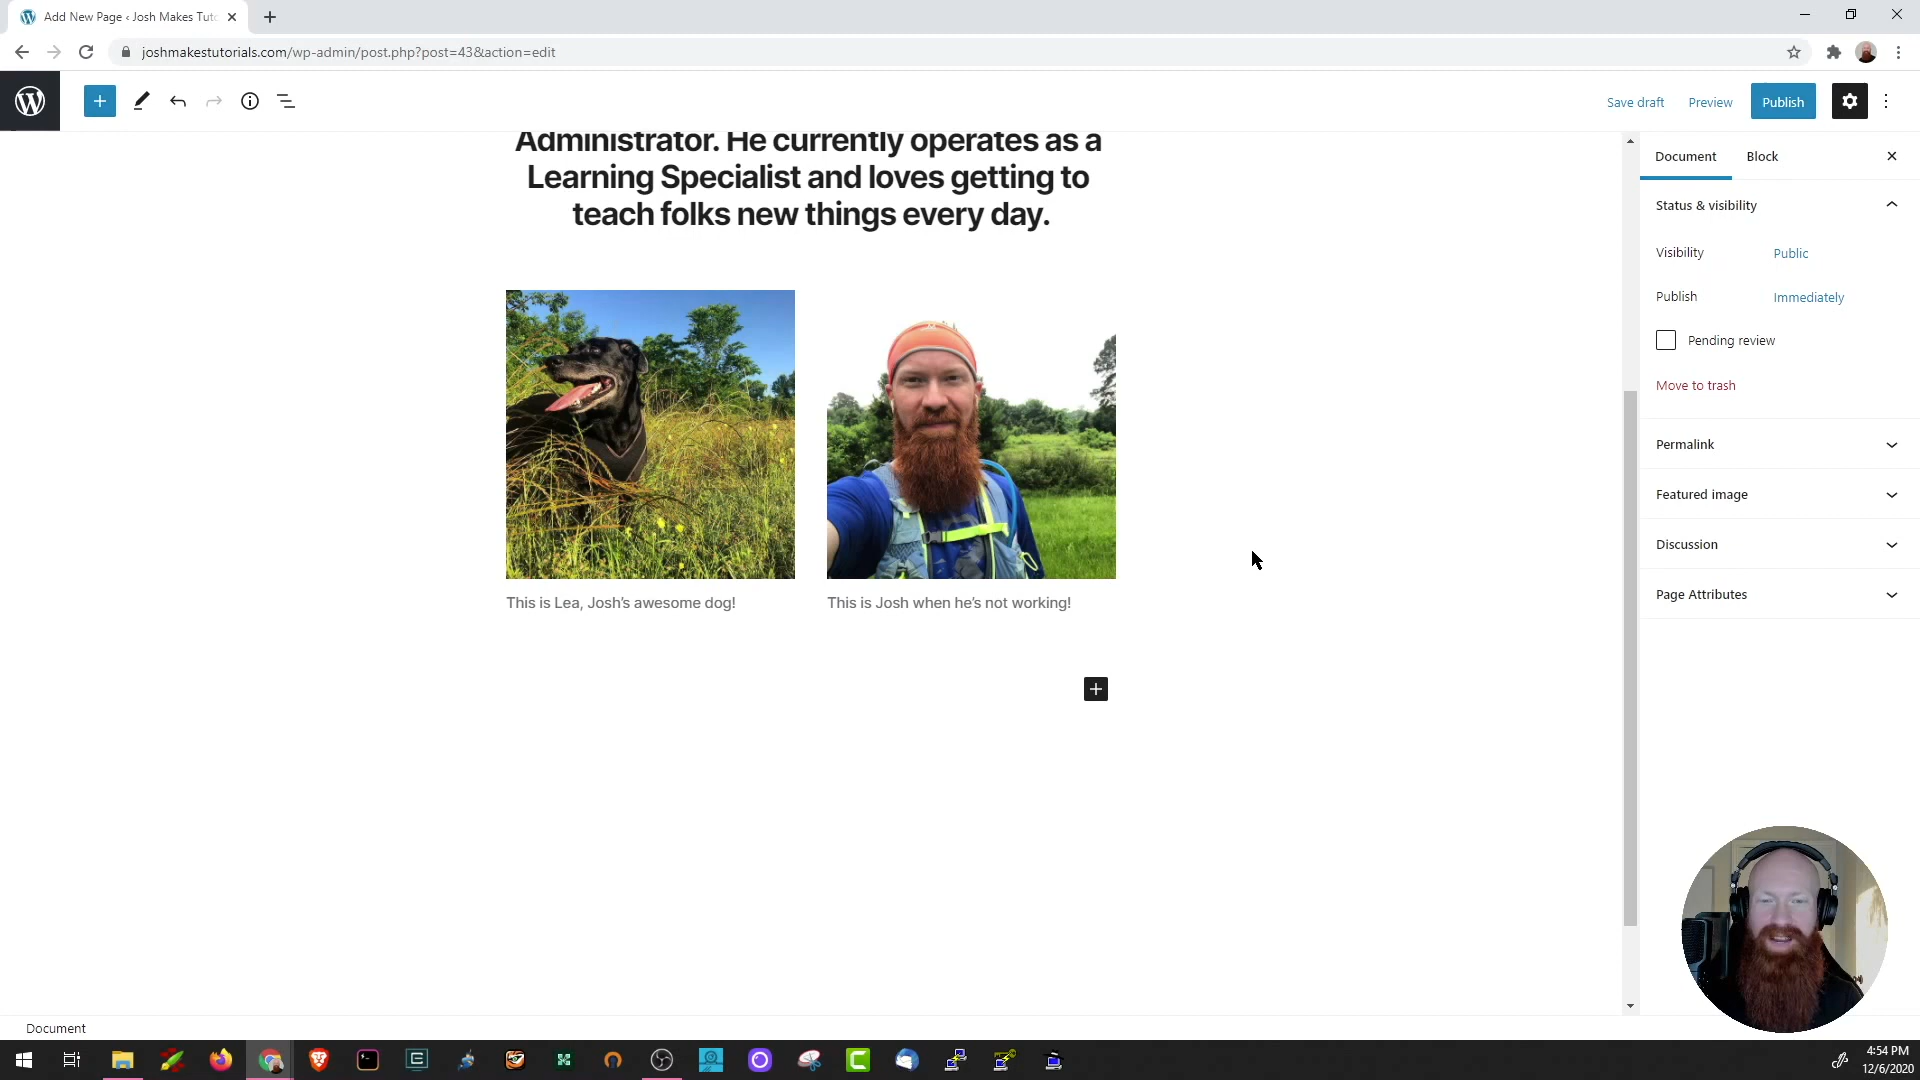 Add New Page ‹ Josh Makes Tuto
joshmakestutorials.com/wp-admin/post.php?post=43&action=edit
Save draft
Preview
Publish
Administrator. He currently operates as a
Learning Specialist and loves getting to
teach folks new things every day.
This is Lea, Josh's awesome dog!
This is Josh when he's not working!
Document
Block
Status & visibility
Visibility
Public
Publish
Immediately
Pending review
Move to trash
Permalink
Featured image
Discussion
Page Attributes
Document
4:54 PM
12/6/2020